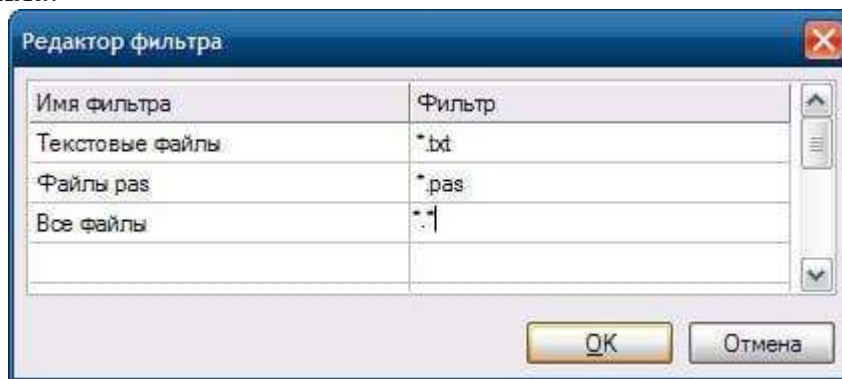 Редактор фильтра
Имя фильтра Фильтр
Текстовые файлы *.txt
Файлы pas *.pas
Все файлы *.*
OK Отмена